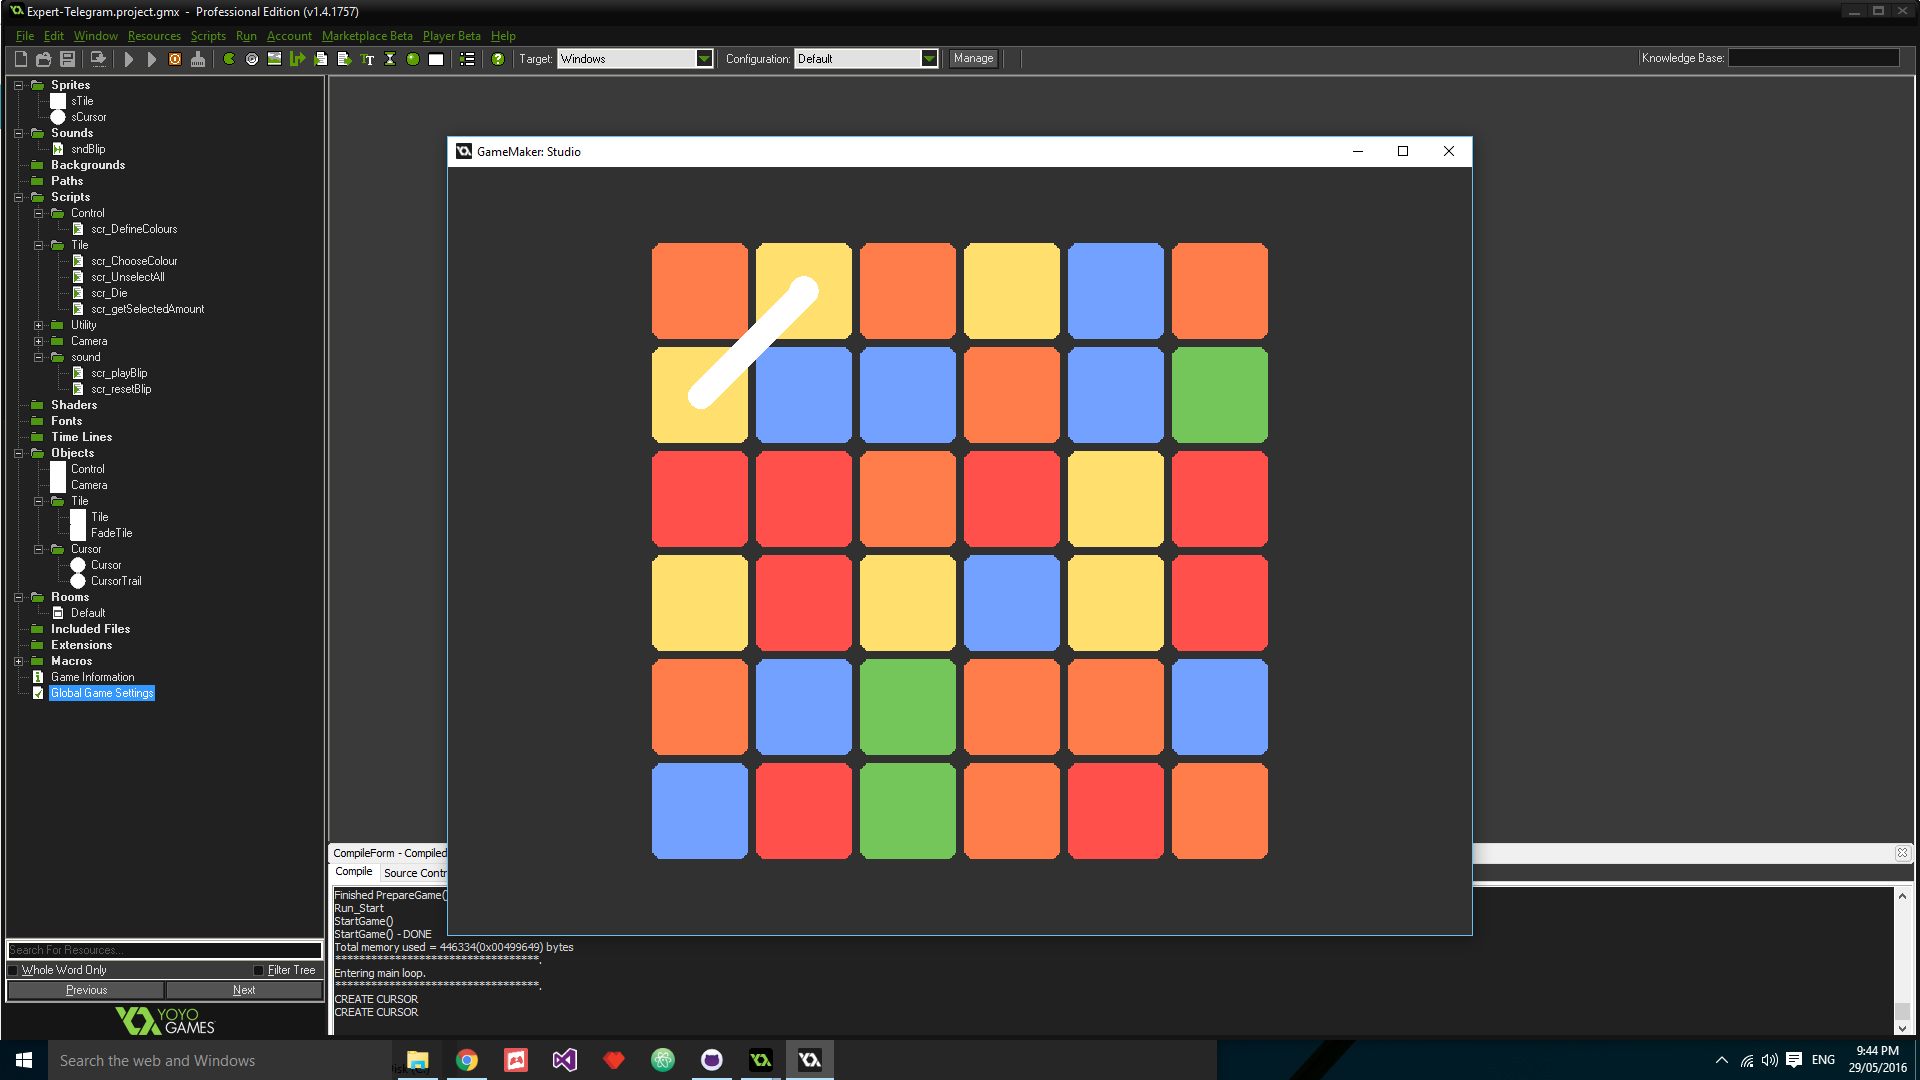 Expert-Telegram.project.gmx - Professional Edition (v1.4.1757)
File Edit Window Resources Scripts Run Account Marketplace Beta Player Beta Help
Target: Windows Configuration: Default Manage Knowledge Base:
Sprites
sTile
sCursor
Sounds
sndBlip
Backgrounds
Paths
Scripts
Control
scr_DefineColours
Tile
scr_ChooseColour
scr_UnselectAll
scr_Die
scr_getSelectedAmount
Utility
Camera
sound
scr_playBlip
scr_resetBlip
Shaders
Fonts
Time Lines
Objects
Control
Camera
Tile
Tile
FadeTile
Cursor
Cursor
CursorTrail
Rooms
Default
Included Files
Extensions
Macros
Game Information
Global Game Settings
Search For Resources...
Whole Word Only Filter Tree
Previous Next
YOYO
GAMES
GameMaker: Studio
CompileForm - Compiled
Compile Source Contr
Finished PrepareGame()
Run_Start
StartGame()
StartGame() - DONE
Total memory used = 446334(0x00499649) bytes
**********************************.
Entering main loop.
**********************************.
CREATE CURSOR
CREATE CURSOR
Search the web and Windows
ENG
9:44 PM
29/05/2016